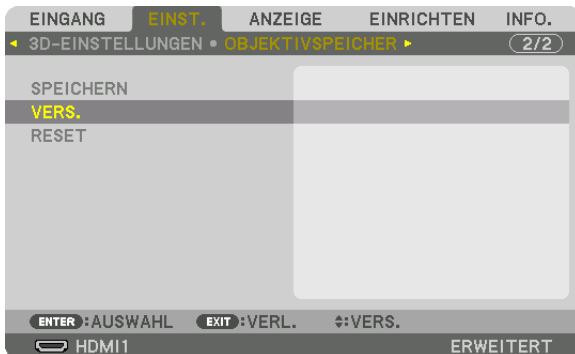 EINGANG EINST. ANZEIGE EINRICHTEN INFO.
3D-EINSTELLUNGEN • OBJEKTIVSPEICHER 2/2
SPEICHERN
VERS.
RESET
ENTER :AUSWAHL EXIT :VERL. :VERS.
HDMI1 ERWEITERT